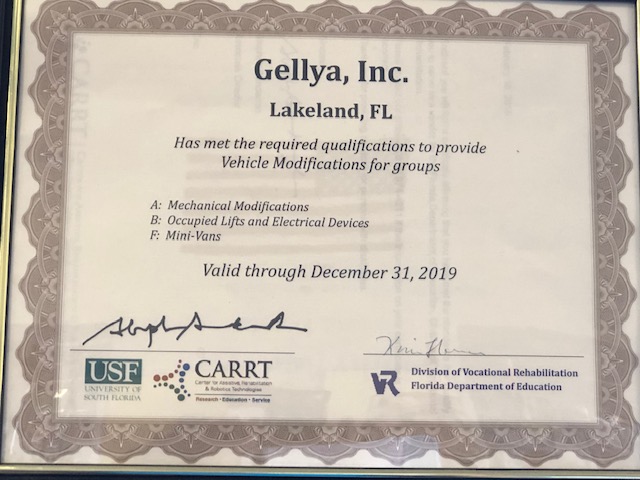 Gellya, Inc.
Lakeland, FL
Has met the required qualifications to provide
Vehicle Modifications for groups
A: Mechanical Modifications
B: Occupied Lifts and Electrical Devices
F: Mini-Vans
Valid through December 31, 2019
USF
UNIVERSITY OF
SOUTH FLORIDA
CARRT
Center for Assistive, Rehabilitation
& Robotics Technologies
Research • Education • Service
VR
Division of Vocational Rehabilitation
Florida Department of Education